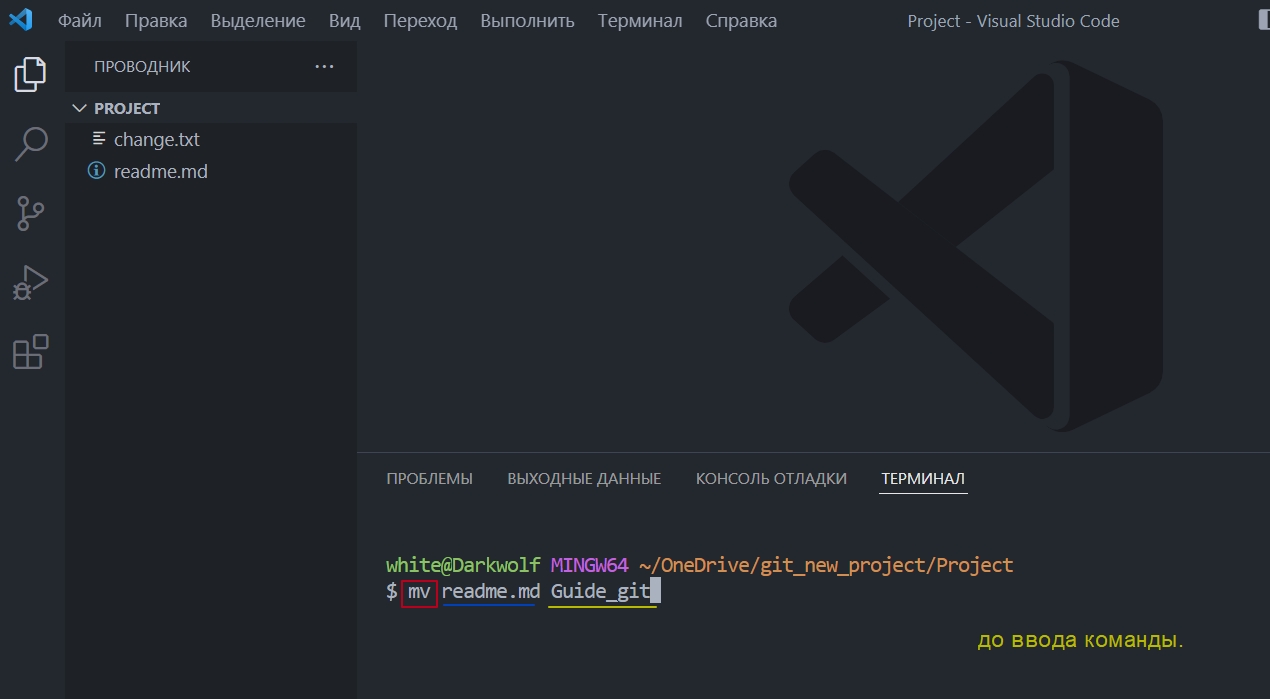 Файл Правка Выделение Вид Переход Выполнить Терминал Справка Project - Visual Studio Code
ПРОВОДНИК ···
PROJECT
change.txt
readme.md
ПРОБЛЕМЫ ВЫХОДНЫЕ ДАННЫЕ КОНСОЛЬ ОТЛАДКИ ТЕРМИНАЛ
white@Darkwolf MINGW64 ~/OneDrive/git_new_project/Project
$ mv readme.md Guide_git
до ввода команды.